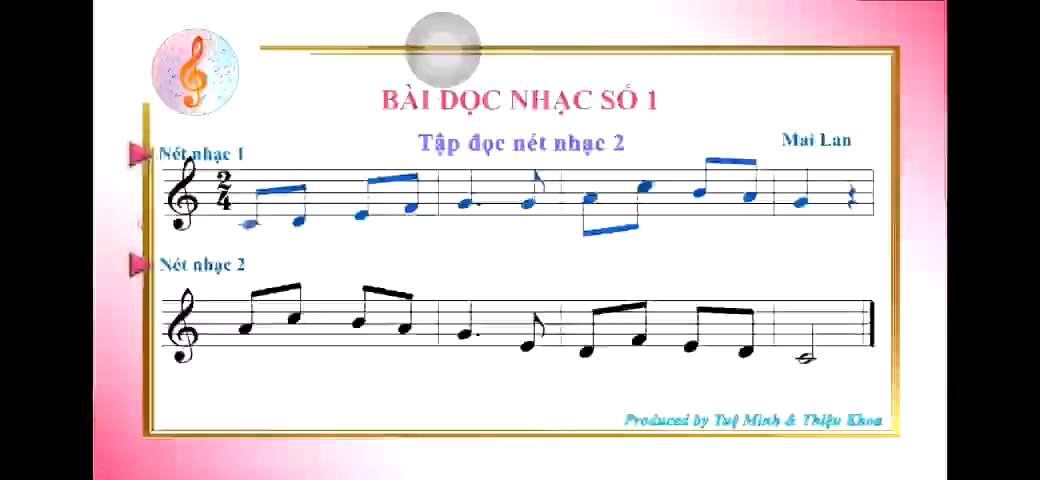 BÀI DỌC NHẠC SỐ 1
Tập đọc nét nhạc 2
Mai Lan
Nét nhạc 1
2
4
Nét nhạc 2
Produced by Tuệ Minh & Thiệu Khoa